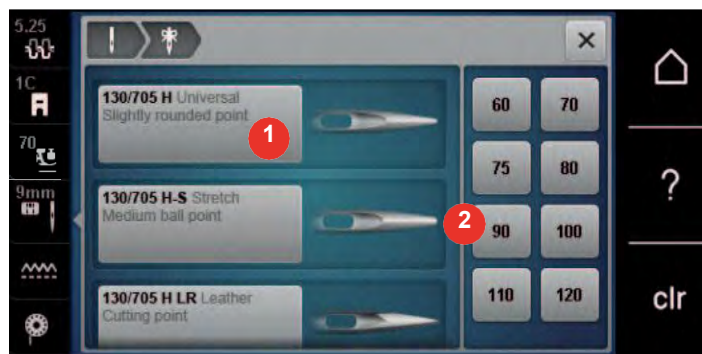 5.25
1C
70
9mm
130/705 H Universal
Slightly rounded point
1
130/705 H-S Stretch
Medium ball point
2
130/705 H LR Leather
Cutting point
60 70
75 80
90 100
110 120
?
clr